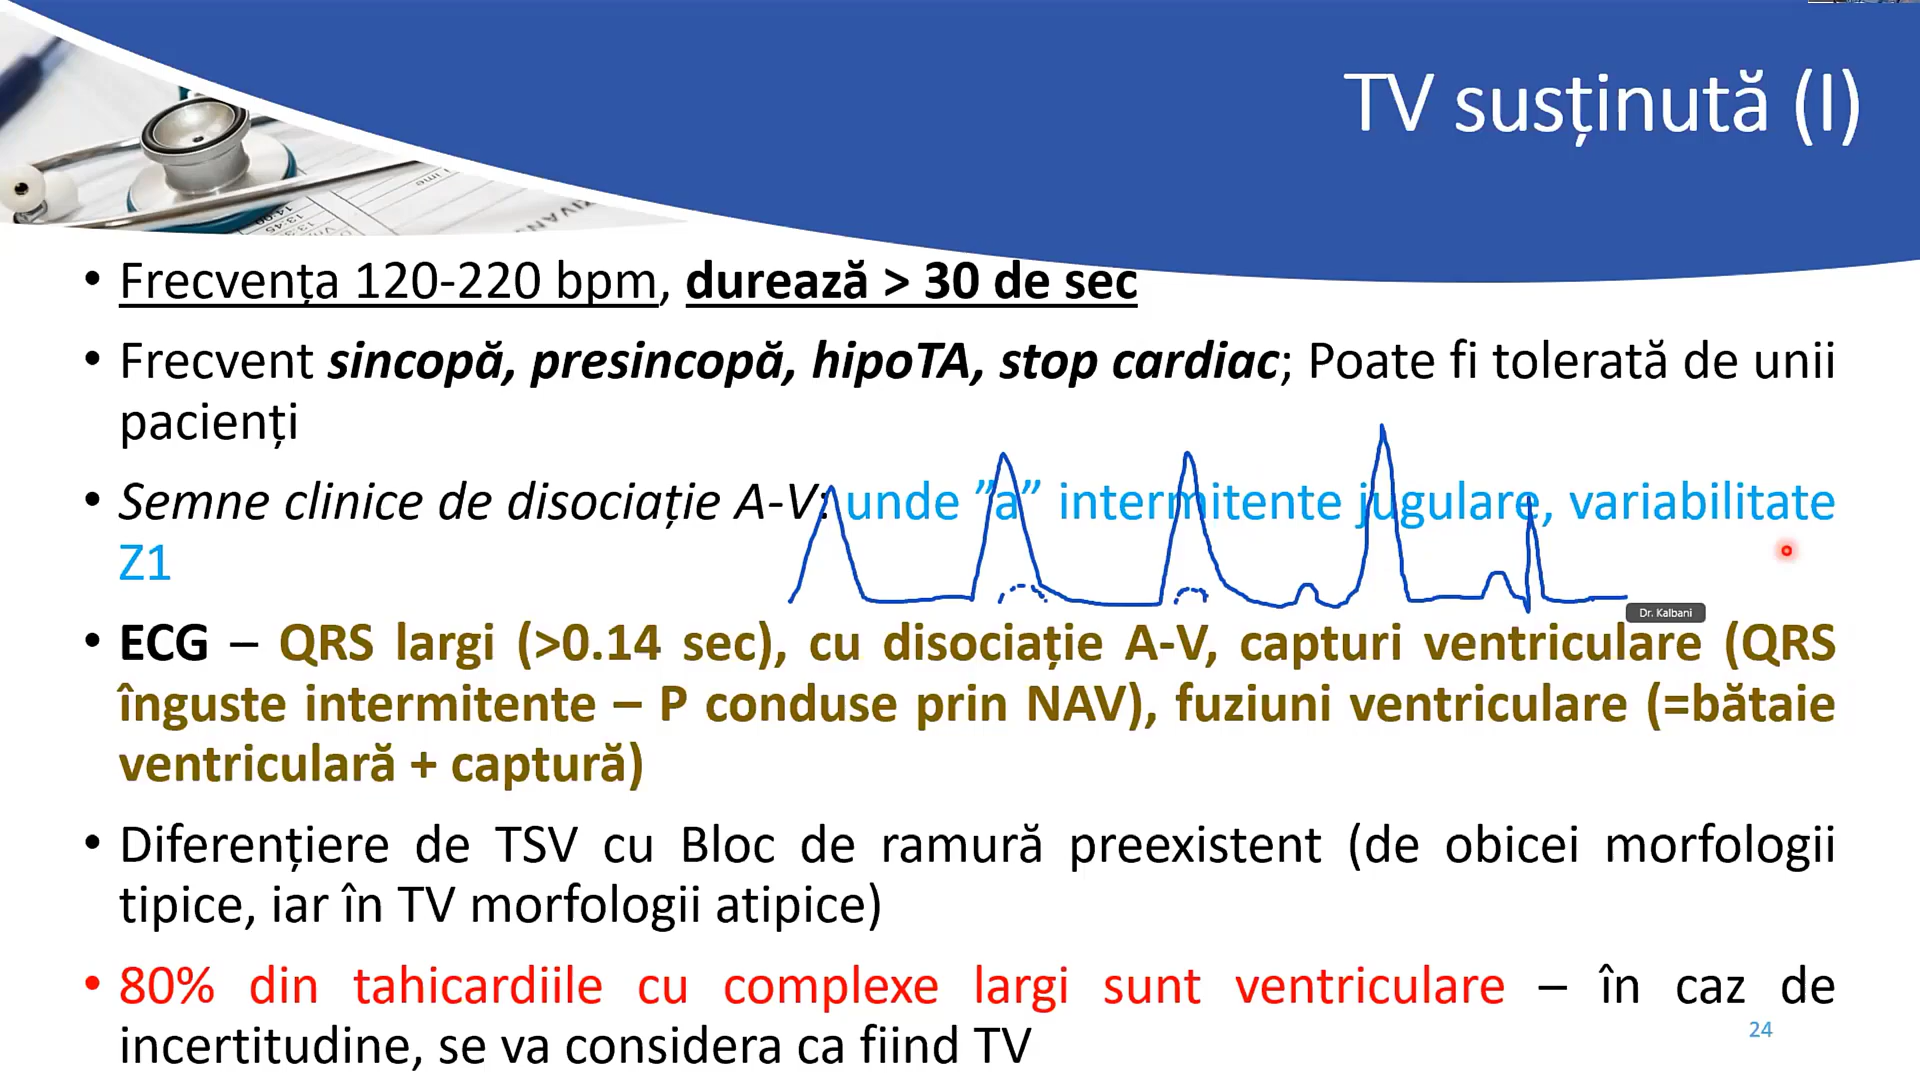 TV susținută (I)
• Frecvența 120-220 bpm, durează > 30 de sec
• Frecvent sincopă, presincopă, hipoTA, stop cardiac; Poate fi tolerată de unii
pacienți
• Semne clinice de disociație A-V: unde ”a” intermitente jugulare, variabilitate
Z1
Dr. Kalbani
• ECG – QRS largi (>0.14 sec), cu disociație A-V, capturi ventriculare (QRS
înguste intermitente – P conduse prin NAV), fuziuni ventriculare (=bătaie
ventriculară + captură)
• Diferențiere de TSV cu Bloc de ramură preexistent (de obicei morfologii
tipice, iar în TV morfologii atipice)
• 80% din tahicardiile cu complexe largi sunt ventriculare – în caz de
incertitudine, se va considera ca fiind TV
24